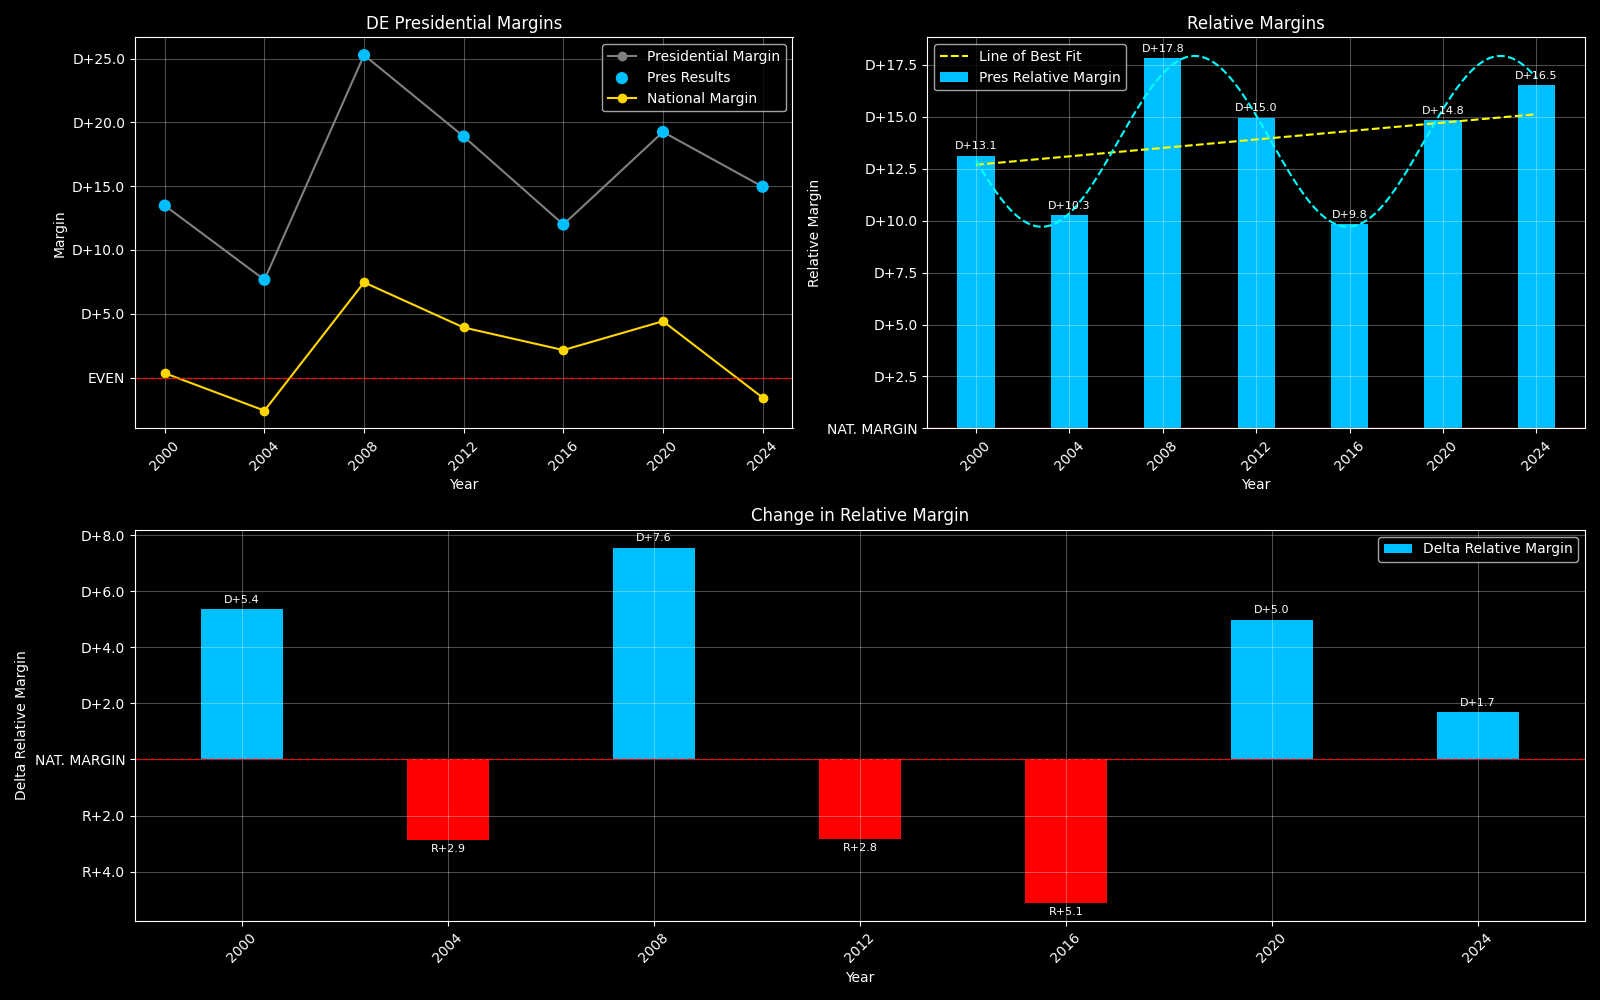 DE Presidential Margins
Margin
D+25.0
D+20.0
D+15.0
D+10.0
D+5.0
EVEN
Presidential Margin
Pres Results
National Margin
2000
2004
2008
2012
2016
2020
2024
Year
Relative Margins
Relative Margin
D+17.5
D+15.0
D+12.5
D+10.0
D+7.5
D+5.0
D+2.5
NAT. MARGIN
Line of Best Fit
Pres Relative Margin
D+13.1
D+10.3
D+17.8
D+15.0
D+9.8
D+14.8
D+16.5
2000
2004
2008
2012
2016
2020
2024
Year
Change in Relative Margin
Delta Relative Margin
D+8.0
D+6.0
D+4.0
D+2.0
NAT. MARGIN
R+2.0
R+4.0
Delta Relative Margin
D+5.4
R+2.9
D+7.6
R+2.8
R+5.1
D+5.0
D+1.7
2000
2004
2008
2012
2016
2020
2024
Year